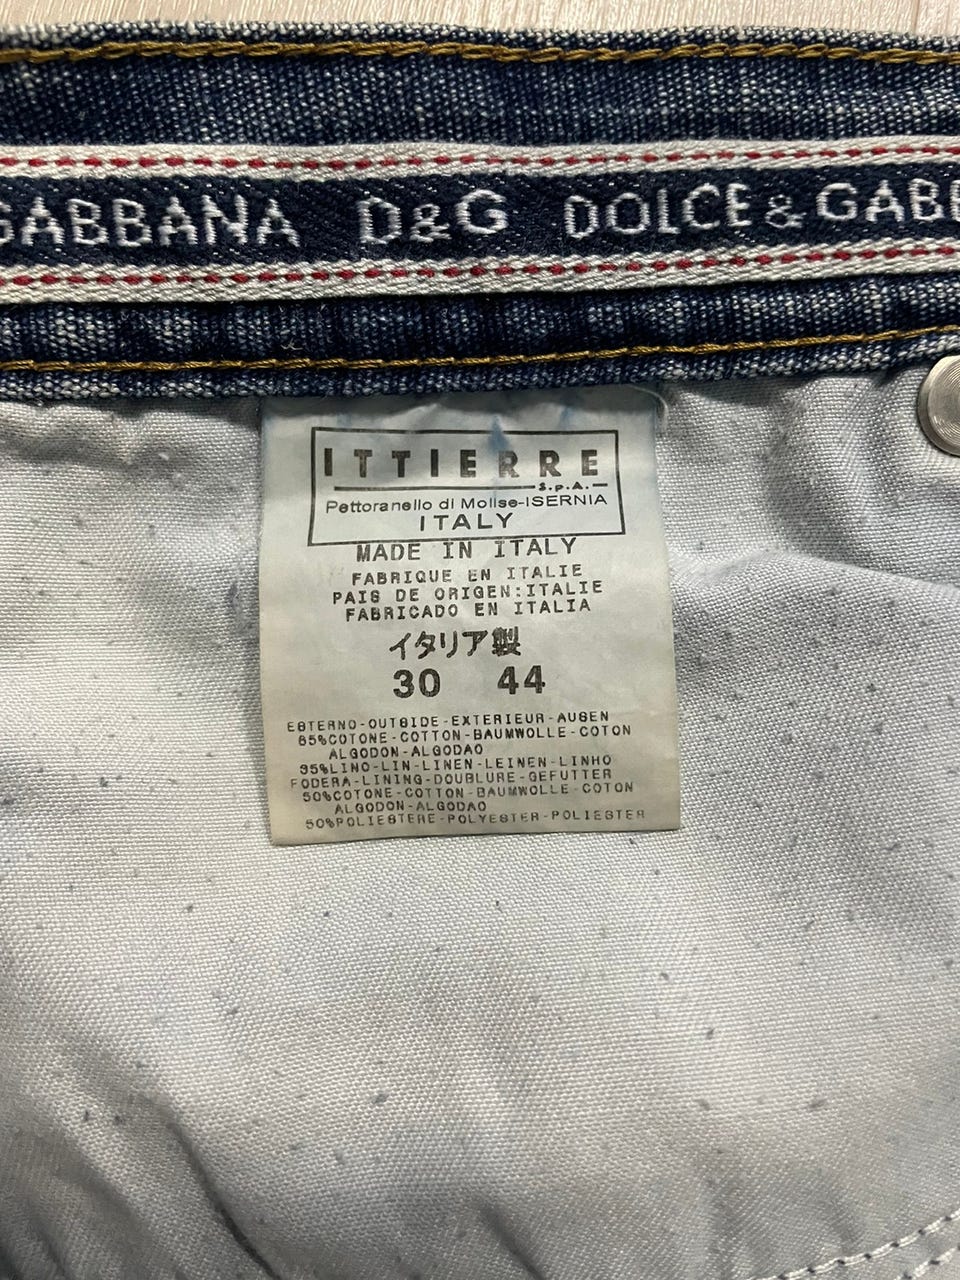 GABBANA D&G DOLCE & GABB
ITTIERRE
S.p.A.
Pettoranello di Molise-ISERNIA
ITALY
MADE IN ITALY
FABRIQUE EN ITALIE
PAIS DE ORIGEN:ITALIE
FABRICADO EN ITALIA
イタリア製
30 44
ESTERNO-OUTSIDE-EXTERIEUR-AUSEN
65%COTONE-COTTON-BAUMWOLLE-COTON
ALGODON-ALGODAO
35%LINO-LIN-LINEN-LEINEN-LINHO
FODERA-LINING-DOUBLURE-GEFUTTER
50%COTONE-COTTON-BAUMWOLLE-COTON
ALGODON-ALGODAO
50%POLIESTERE-POLYESTER-POLIESTER